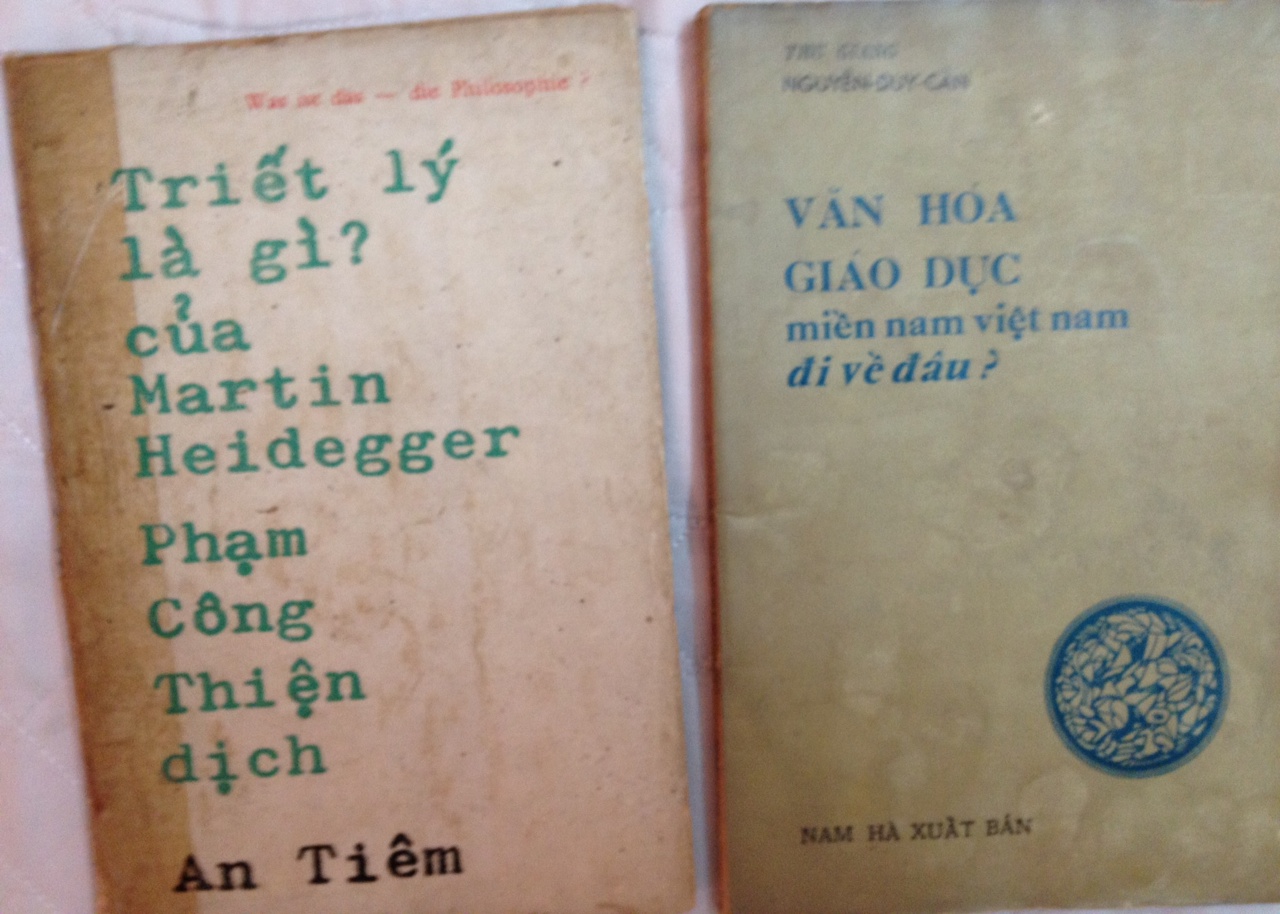 Was ist das — die Philosophie ?
Triết lý
là gì?
của
Martin
Heidegger
Phạm
Công
Thiện
dịch
An Tiêm
THU GIANG
NGUYỄN-DUY-CẦN
VĂN HÓA
GIÁO DỤC
miền nam việt nam
đi về đâu ?
NAM HÀ XUẤT BẢN